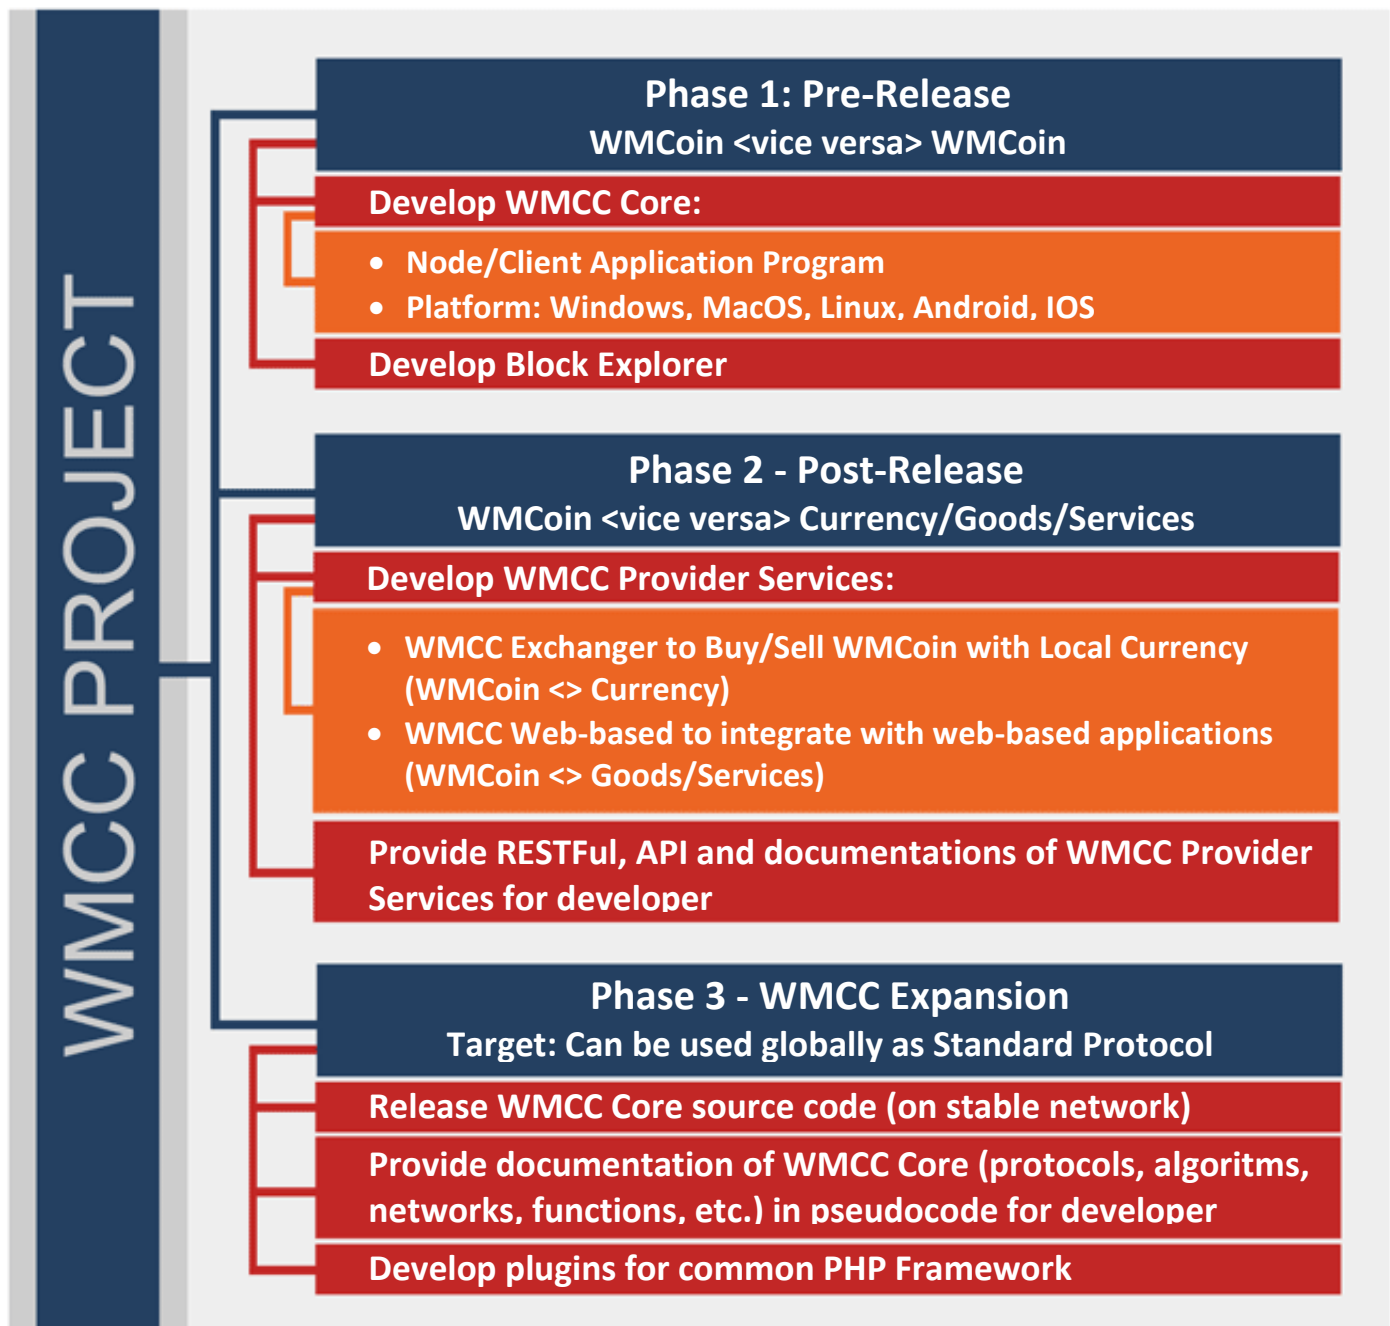 WMCC PROJECT
Phase 1: Pre-Release
WMCoin <vice versa> WMCoin
Develop WMCC Core:
• Node/Client Application Program
• Platform: Windows, MacOS, Linux, Android, IOS
Develop Block Explorer
Phase 2 - Post-Release
WMCoin <vice versa> Currency/Goods/Services
Develop WMCC Provider Services:
• WMCC Exchanger to Buy/Sell WMCoin with Local Currency
(WMCoin <> Currency)
• WMCC Web-based to integrate with web-based applications
(WMCoin <> Goods/Services)
Provide RESTFul, API and documentations of WMCC Provider
Services for developer
Phase 3 - WMCC Expansion
Target: Can be used globally as Standard Protocol
Release WMCC Core source code (on stable network)
Provide documentation of WMCC Core (protocols, algoritms,
networks, functions, etc.) in pseudocode for developer
Develop plugins for common PHP Framework